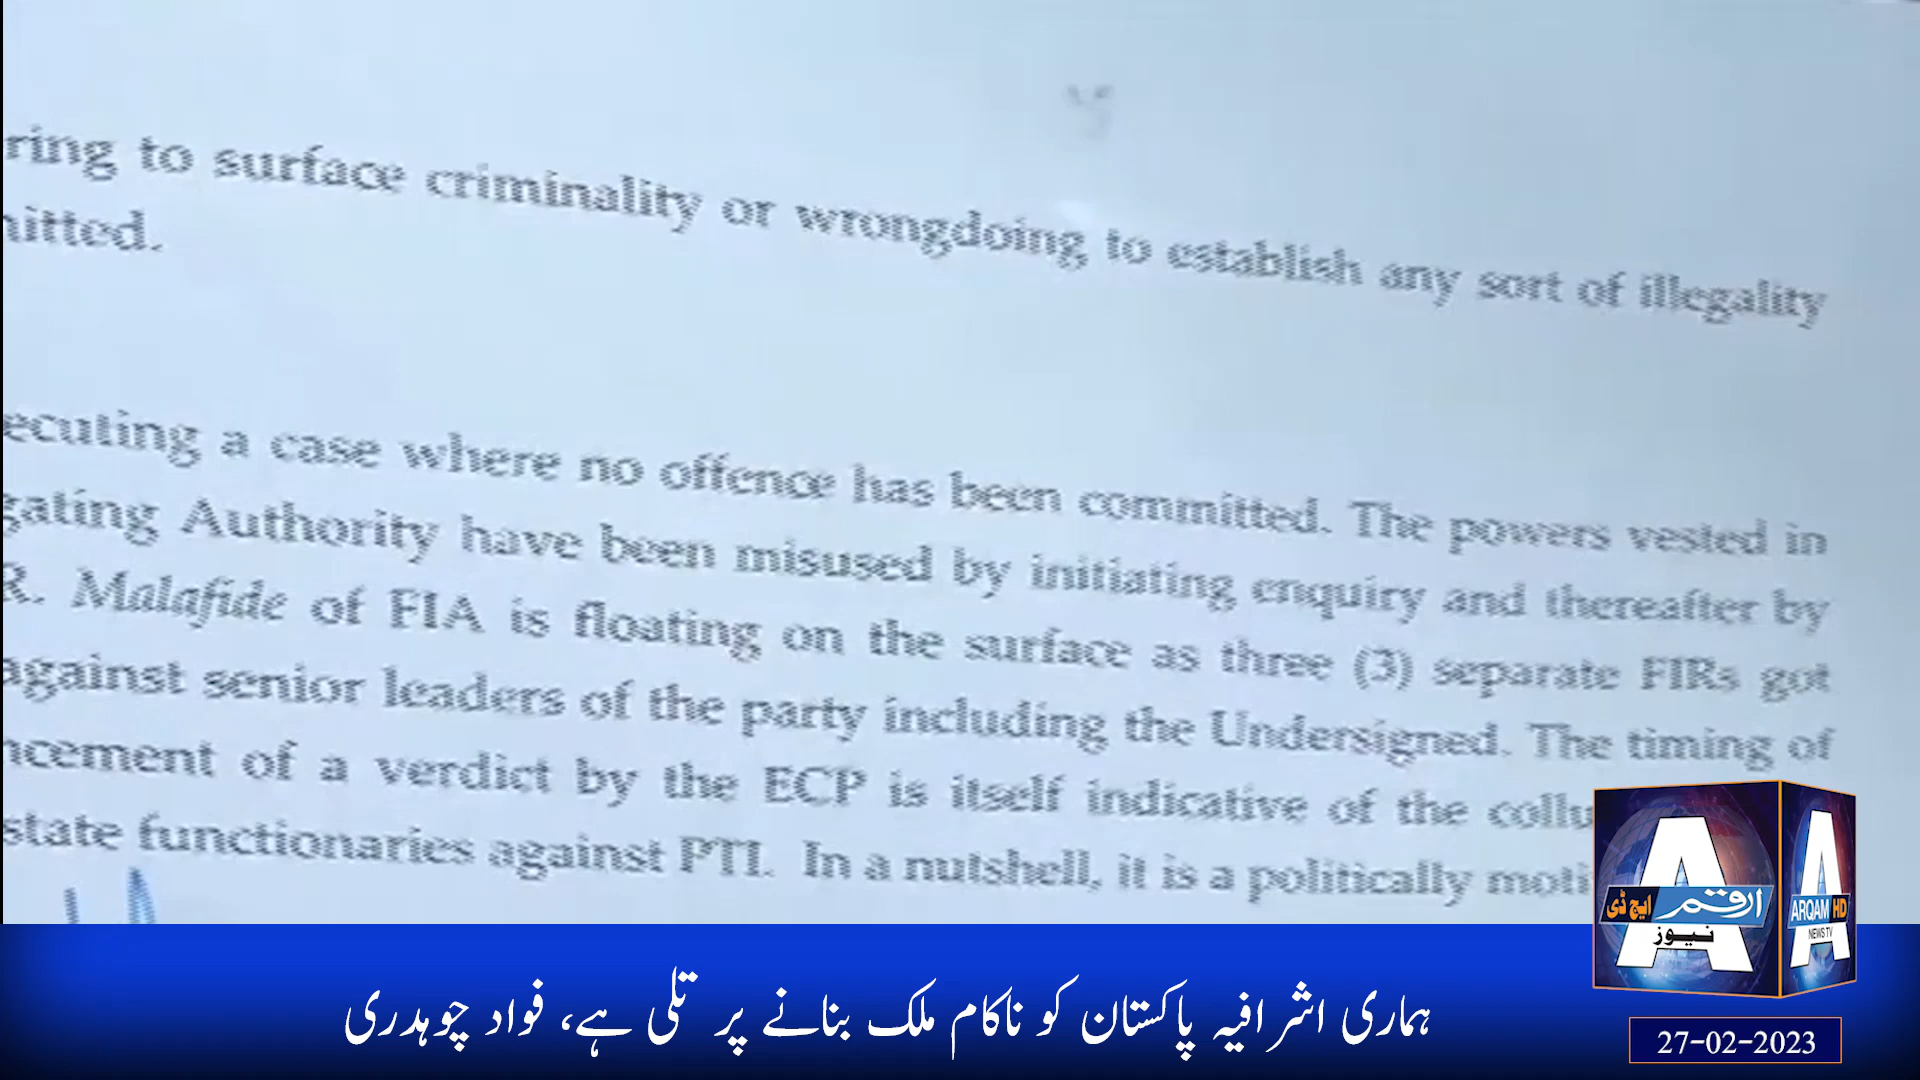 ring to surface criminality or wrongdoing to establish any sort of illegality
nitted.
ecuting a case where no offence has been committed. The powers vested in
gating Authority have been misused by initiating enquiry and thereafter by
R. Malafide of FIA is floating on the surface as three (3) separate FIRs got
against senior leaders of the party including the Undersigned. The timing of
ncement of a verdict by the ECP is itself indicative of the collu
state functionaries against PTI. In a nutshell, it is a politically moti
ارقم
ایچ ڈی
نیوز
ARQAM HD
NEWS TV
ہماری اشرافیہ پاکستان کو ناکام ملک بنانے پر تلی ہے، فواد چوہدری
27-02-2023